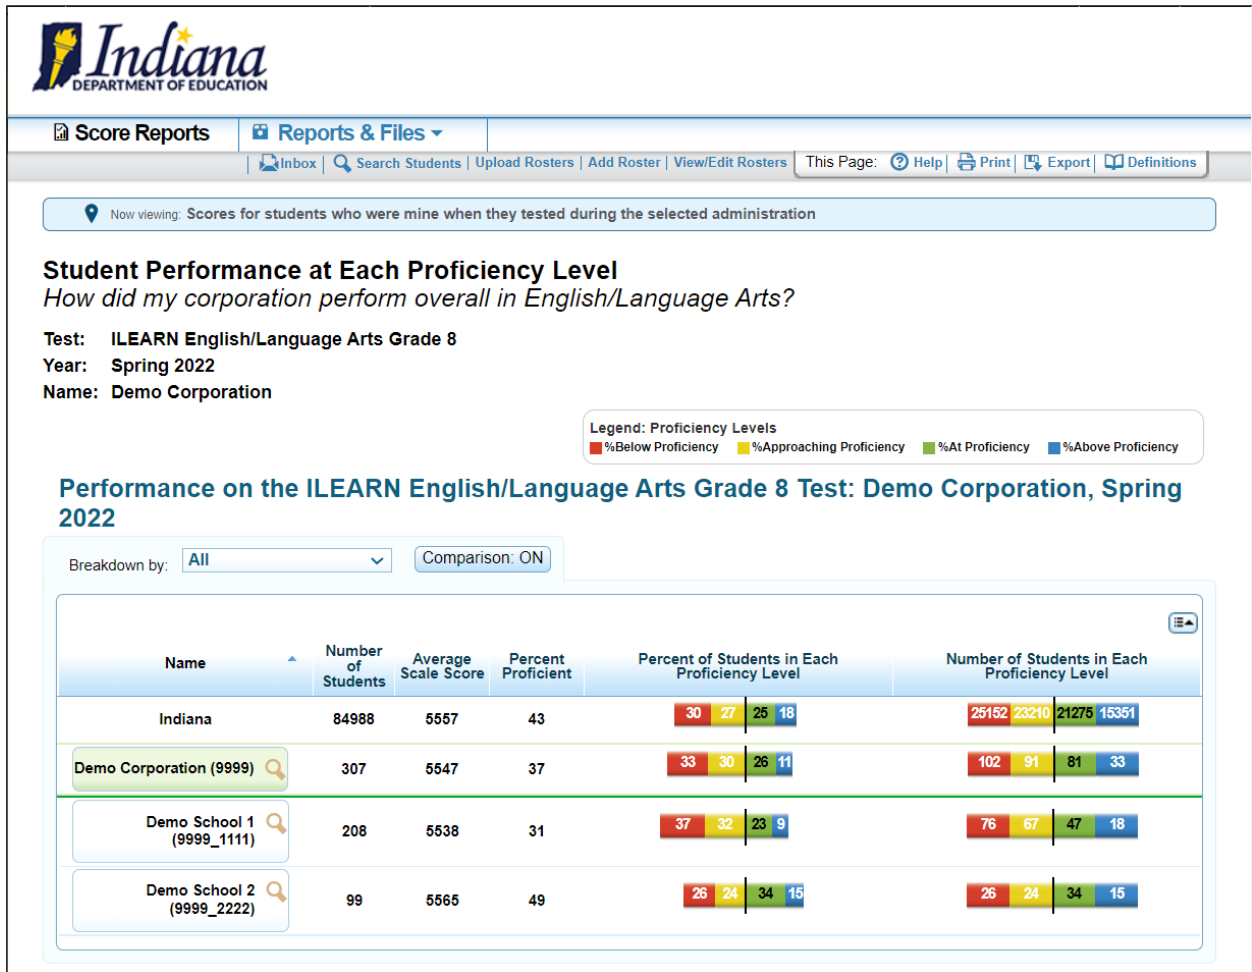 Indiana
DEPARTMENT OF EDUCATION
Score Reports
Reports & Files
Inbox | Search Students | Upload Rosters | Add Roster | View/Edit Rosters This Page: Help | Print | Export | Definitions
Now viewing: Scores for students who were mine when they tested during the selected administration
Student Performance at Each Proficiency Level
How did my corporation perform overall in English/Language Arts?
Test: ILEARN English/Language Arts Grade 8
Year: Spring 2022
Name: Demo Corporation
Legend: Proficiency Levels
%Below Proficiency %Approaching Proficiency %At Proficiency %Above Proficiency
Performance on the ILEARN English/Language Arts Grade 8 Test: Demo Corporation, Spring
2022
Breakdown by: All Comparison: ON
Name
Number
of
Students
Average
Scale Score
Percent
Proficient
Percent of Students in Each
Proficiency Level
Number of Students in Each
Proficiency Level
Indiana 84988 5557 43 30 27 25 18 25152 23210 21275 15351
Demo Corporation (9999) 307 5547 37 33 30 26 11 102 91 81 33
Demo School 1
(9999_1111)
208 5538 31 37 32 23 9 76 67 47 18
Demo School 2
(9999_2222)
99 5565 49 26 24 34 15 26 24 34 15